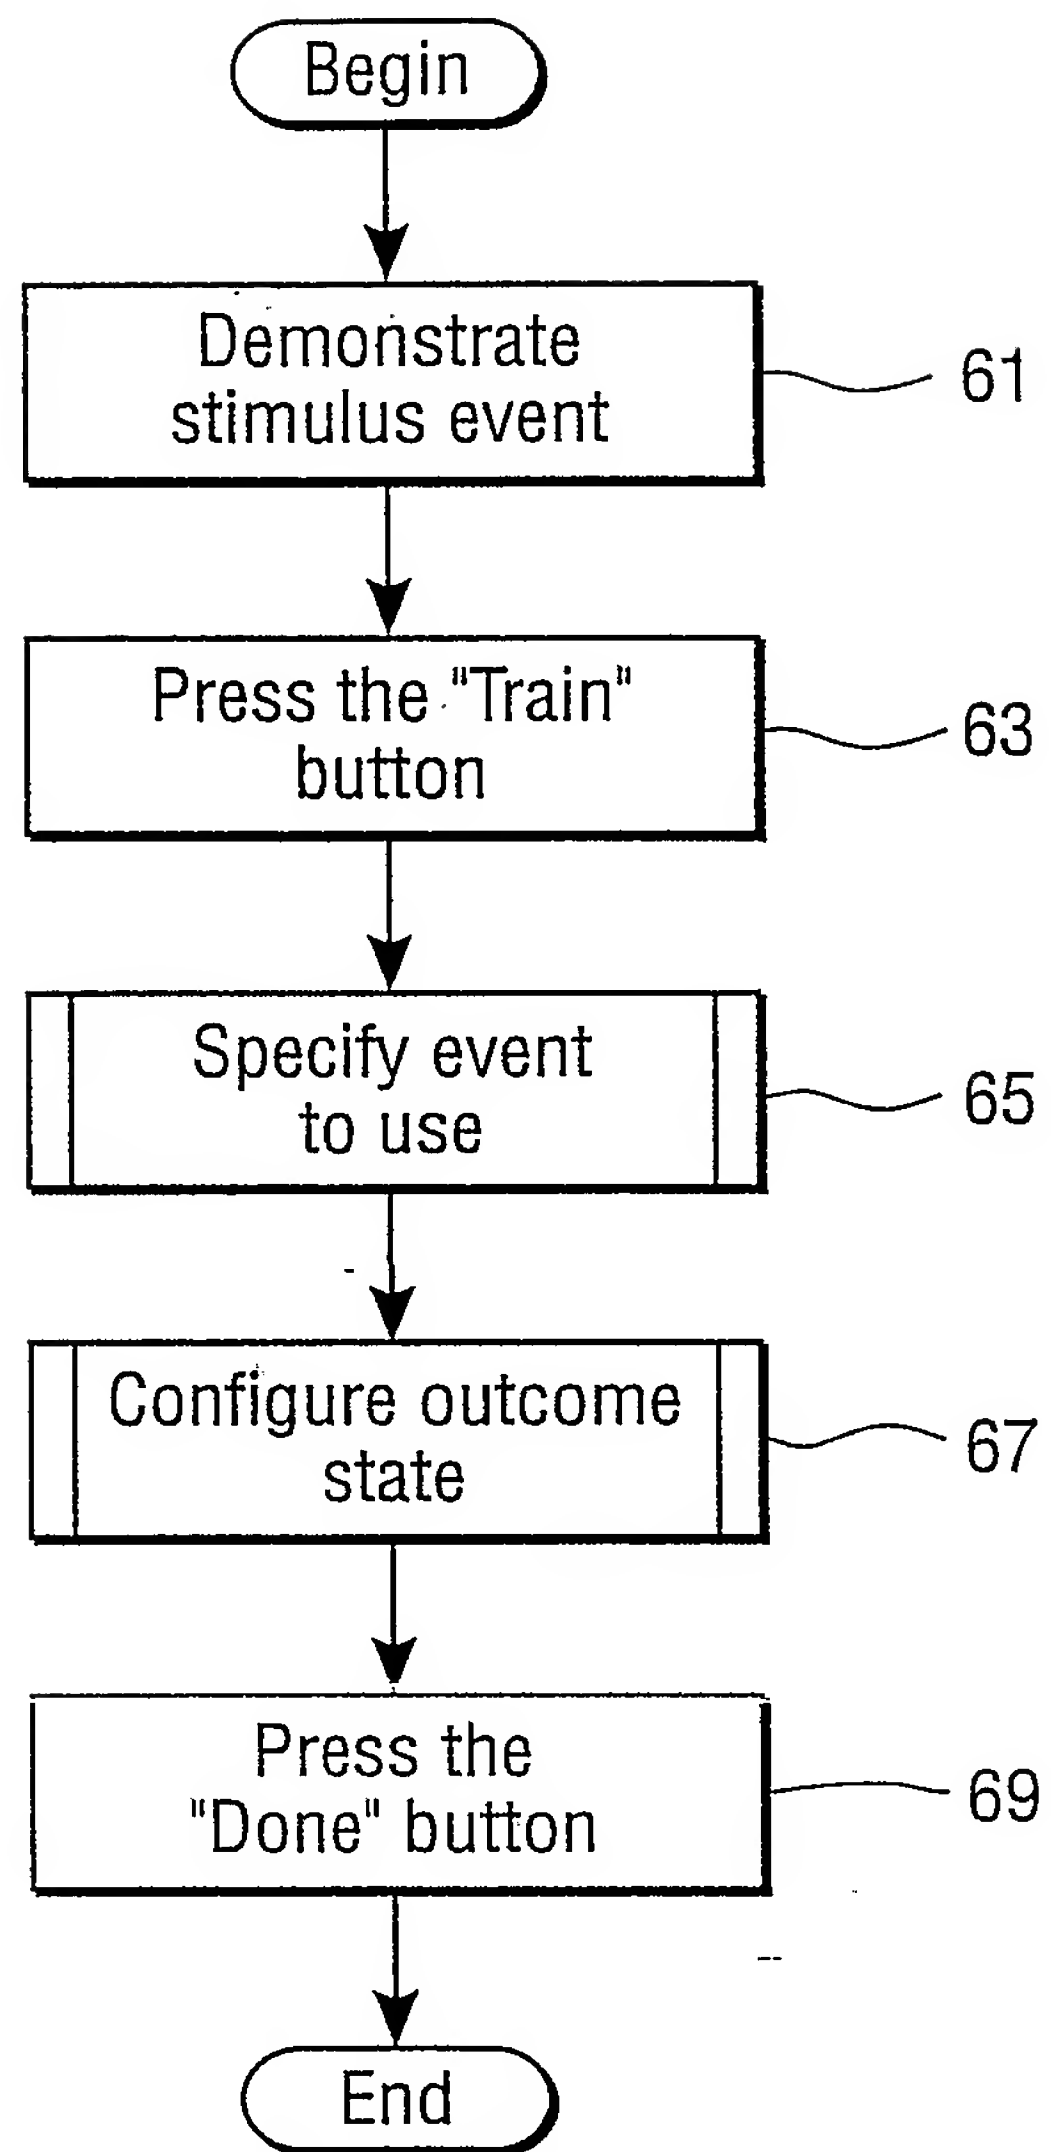 Begin
Demonstrate
stimulus event
61
Press the "Train"
button
63
Specify event
to use
65
Configure outcome
state
67
Press the
"Done" button
69
End